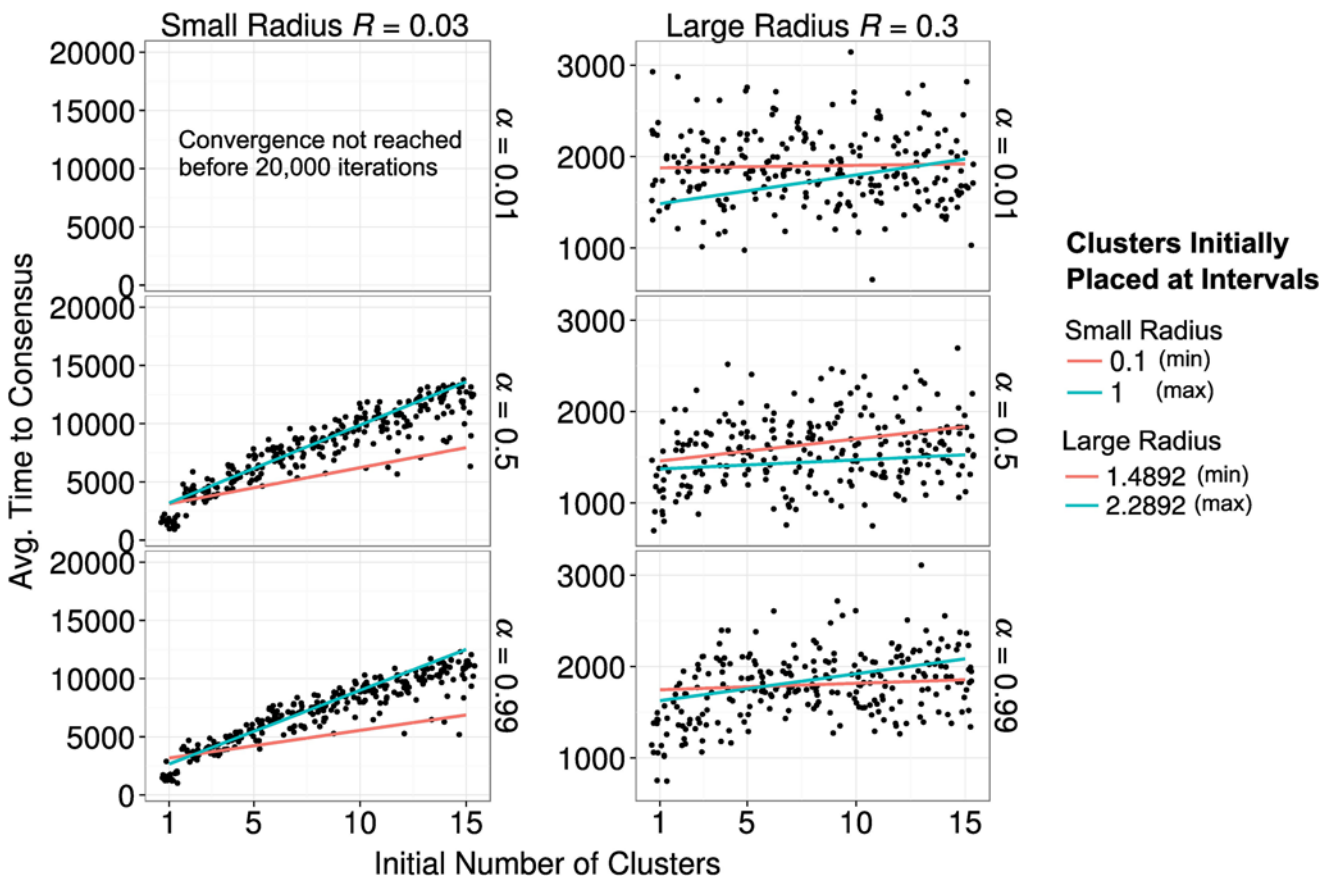 Small Radius R = 0.03
Large Radius R = 0.3
Avg. Time to Consensus
20000
15000
10000
5000
0
Convergence not reached
before 20,000 iterations
α = 0.01
3000
2000
1000
α = 0.01
20000
15000
10000
5000
0
α = 0.5
3000
2000
1000
α = 0.5
20000
15000
10000
5000
0
α = 0.99
3000
2000
1000
α = 0.99
1 5 10 15
1 5 10 15
Initial Number of Clusters
Clusters Initially
Placed at Intervals
Small Radius
0.1 (min)
1 (max)
Large Radius
1.4892 (min)
2.2892 (max)